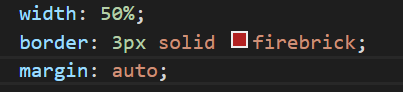 width: 50%;
border: 3px solid firebrick;
margin: auto;